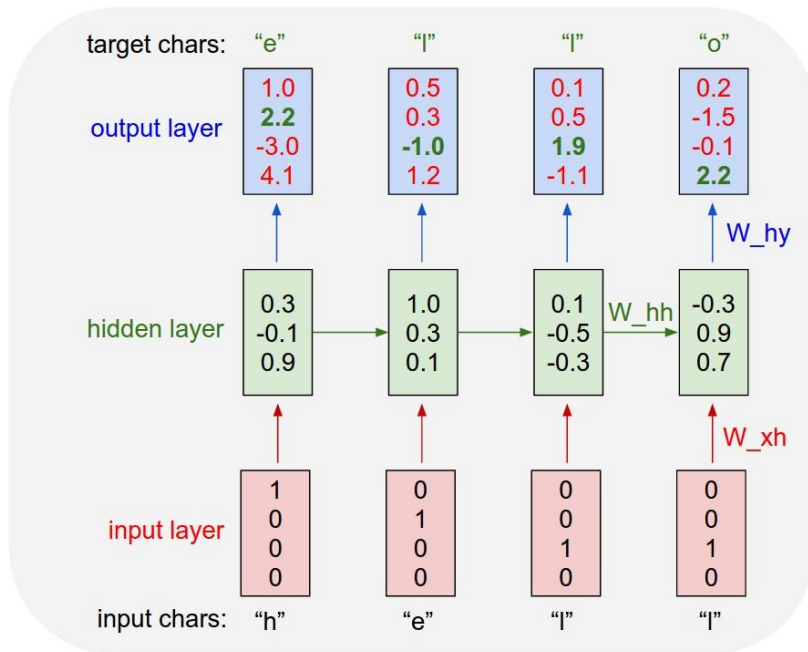 target chars: “e” “l” “l” “o”
1.0 0.5 0.1 0.2
2.2 0.3 0.5 -1.5
output layer
-3.0 -1.0 1.9 -0.1
4.1 1.2 -1.1 2.2
W_hy
0.3 1.0 0.1 -0.3
W_hh
hidden layer -0.1 0.3 -0.5 0.9
0.9 0.1 -0.3 0.7
W_xh
1 0 0 0
0 1 0 0
input layer
0 0 1 1
0 0 0 0
input chars: “h” “e” “l” “l”